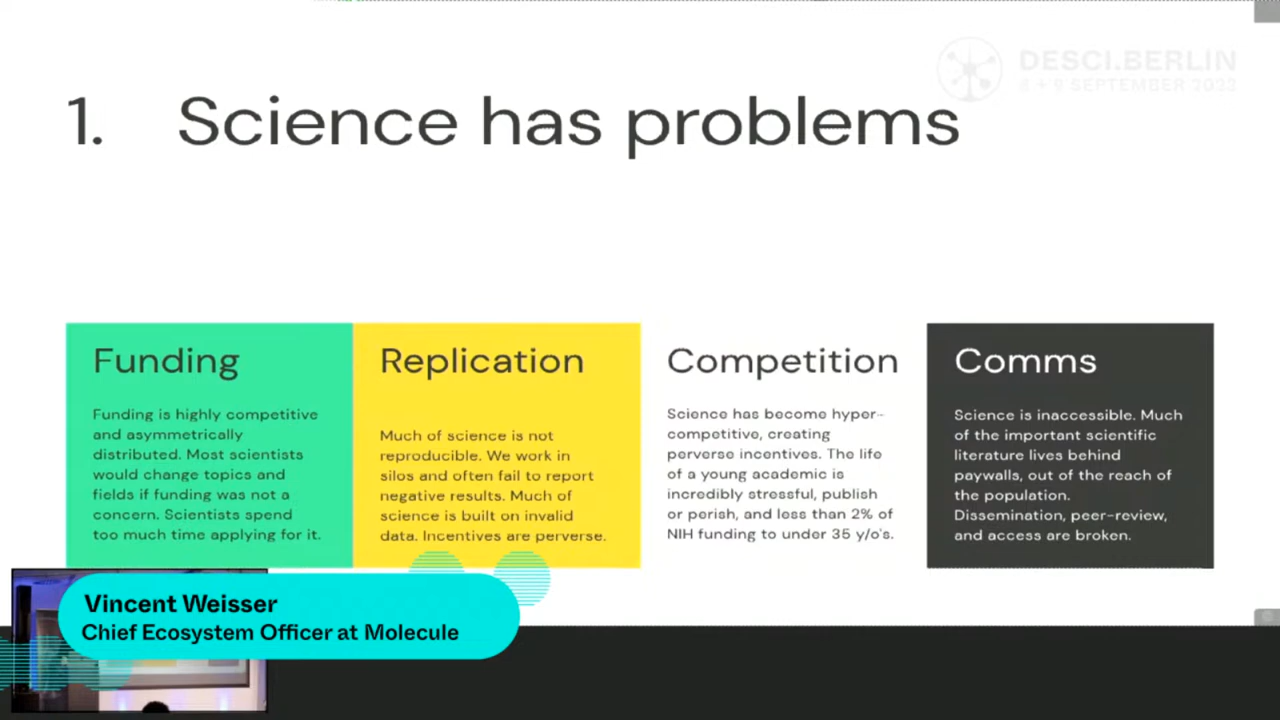 DESCI.BERLIN
8 + 9 SEPTEMBER 2023
1. Science has problems
Funding
Funding is highly competitive
and asymmetrically
distributed. Most scientists
would change topics and
fields if funding was not a
concern. Scientists spend
too much time applying for it.
Replication
Much of science is not
reproducible. We work in
silos and often fail to report
negative results. Much of
science is built on invalid
data. Incentives are perverse.
Competition
Science has become hyper-
competitive, creating
perverse incentives. The life
of a young academic is
incredibly stressful, publish
or perish, and less than 2% of
NIH funding to under 35 y/o's.
Comms
Science is inaccessible. Much
of the important scientific
literature lives behind
paywalls, out of the reach of
the population.
Dissemination, peer-review,
and access are broken.
Vincent Weisser
Chief Ecosystem Officer at Molecule